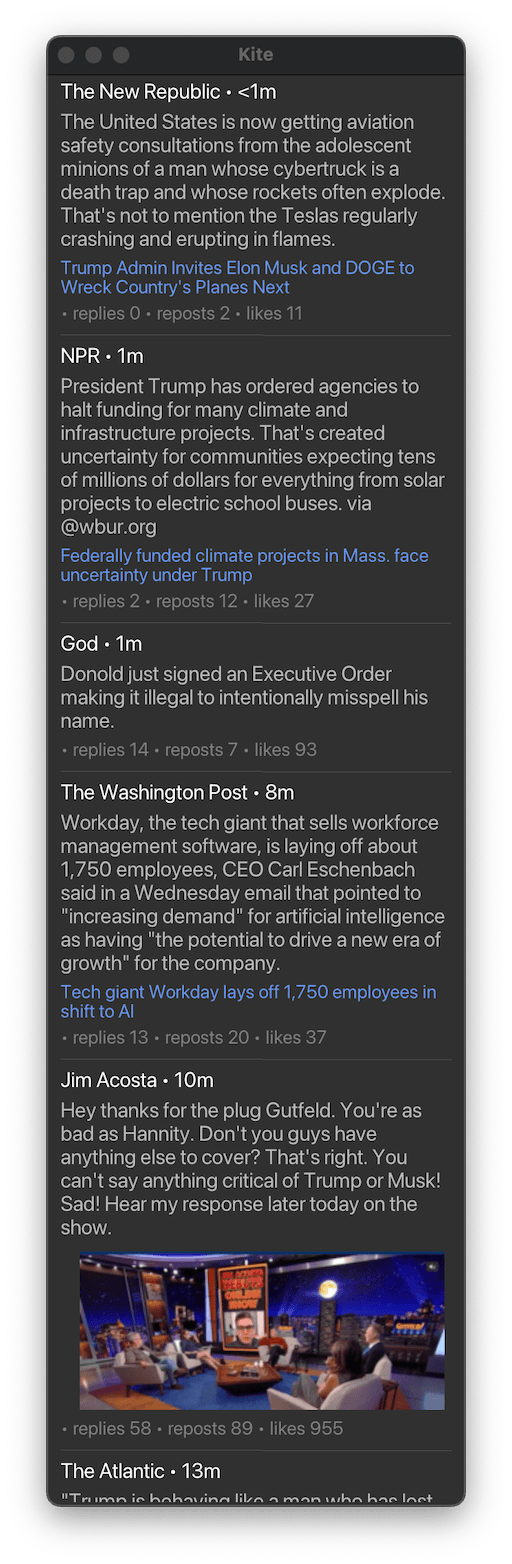 Kite
The New Republic • <1m
The United States is now getting aviation
safety consultations from the adolescent
minions of a man whose cybertruck is a
death trap and whose rockets often explode.
That's not to mention the Teslas regularly
crashing and erupting in flames.
Trump Admin Invites Elon Musk and DOGE to
Wreck Country's Planes Next
• replies 0 • reposts 2 • likes 11
NPR • 1m
President Trump has ordered agencies to
halt funding for many climate and
infrastructure projects. That's created
uncertainty for communities expecting tens
of millions of dollars for everything from solar
projects to electric school buses. via
@wbur.org
Federally funded climate projects in Mass. face
uncertainty under Trump
• replies 2 • reposts 12 • likes 27
God • 1m
Donold just signed an Executive Order
making it illegal to intentionally misspell his
name.
• replies 14 • reposts 7 • likes 93
The Washington Post • 8m
Workday, the tech giant that sells workforce
management software, is laying off about
1,750 employees, CEO Carl Eschenbach
said in a Wednesday email that pointed to
"increasing demand" for artificial intelligence
as having "the potential to drive a new era of
growth" for the company.
Tech giant Workday lays off 1,750 employees in
shift to AI
• replies 13 • reposts 20 • likes 37
Jim Acosta • 10m
Hey thanks for the plug Gutfeld. You're as
bad as Hannity. Don't you guys have
anything else to cover? That's right. You
can't say anything critical of Trump or Musk!
Sad! Hear my response later today on the
show.
ONLINE
SHOW
• replies 58 • reposts 89 • likes 955
The Atlantic • 13m
"Trump is behaving like a man who has lost